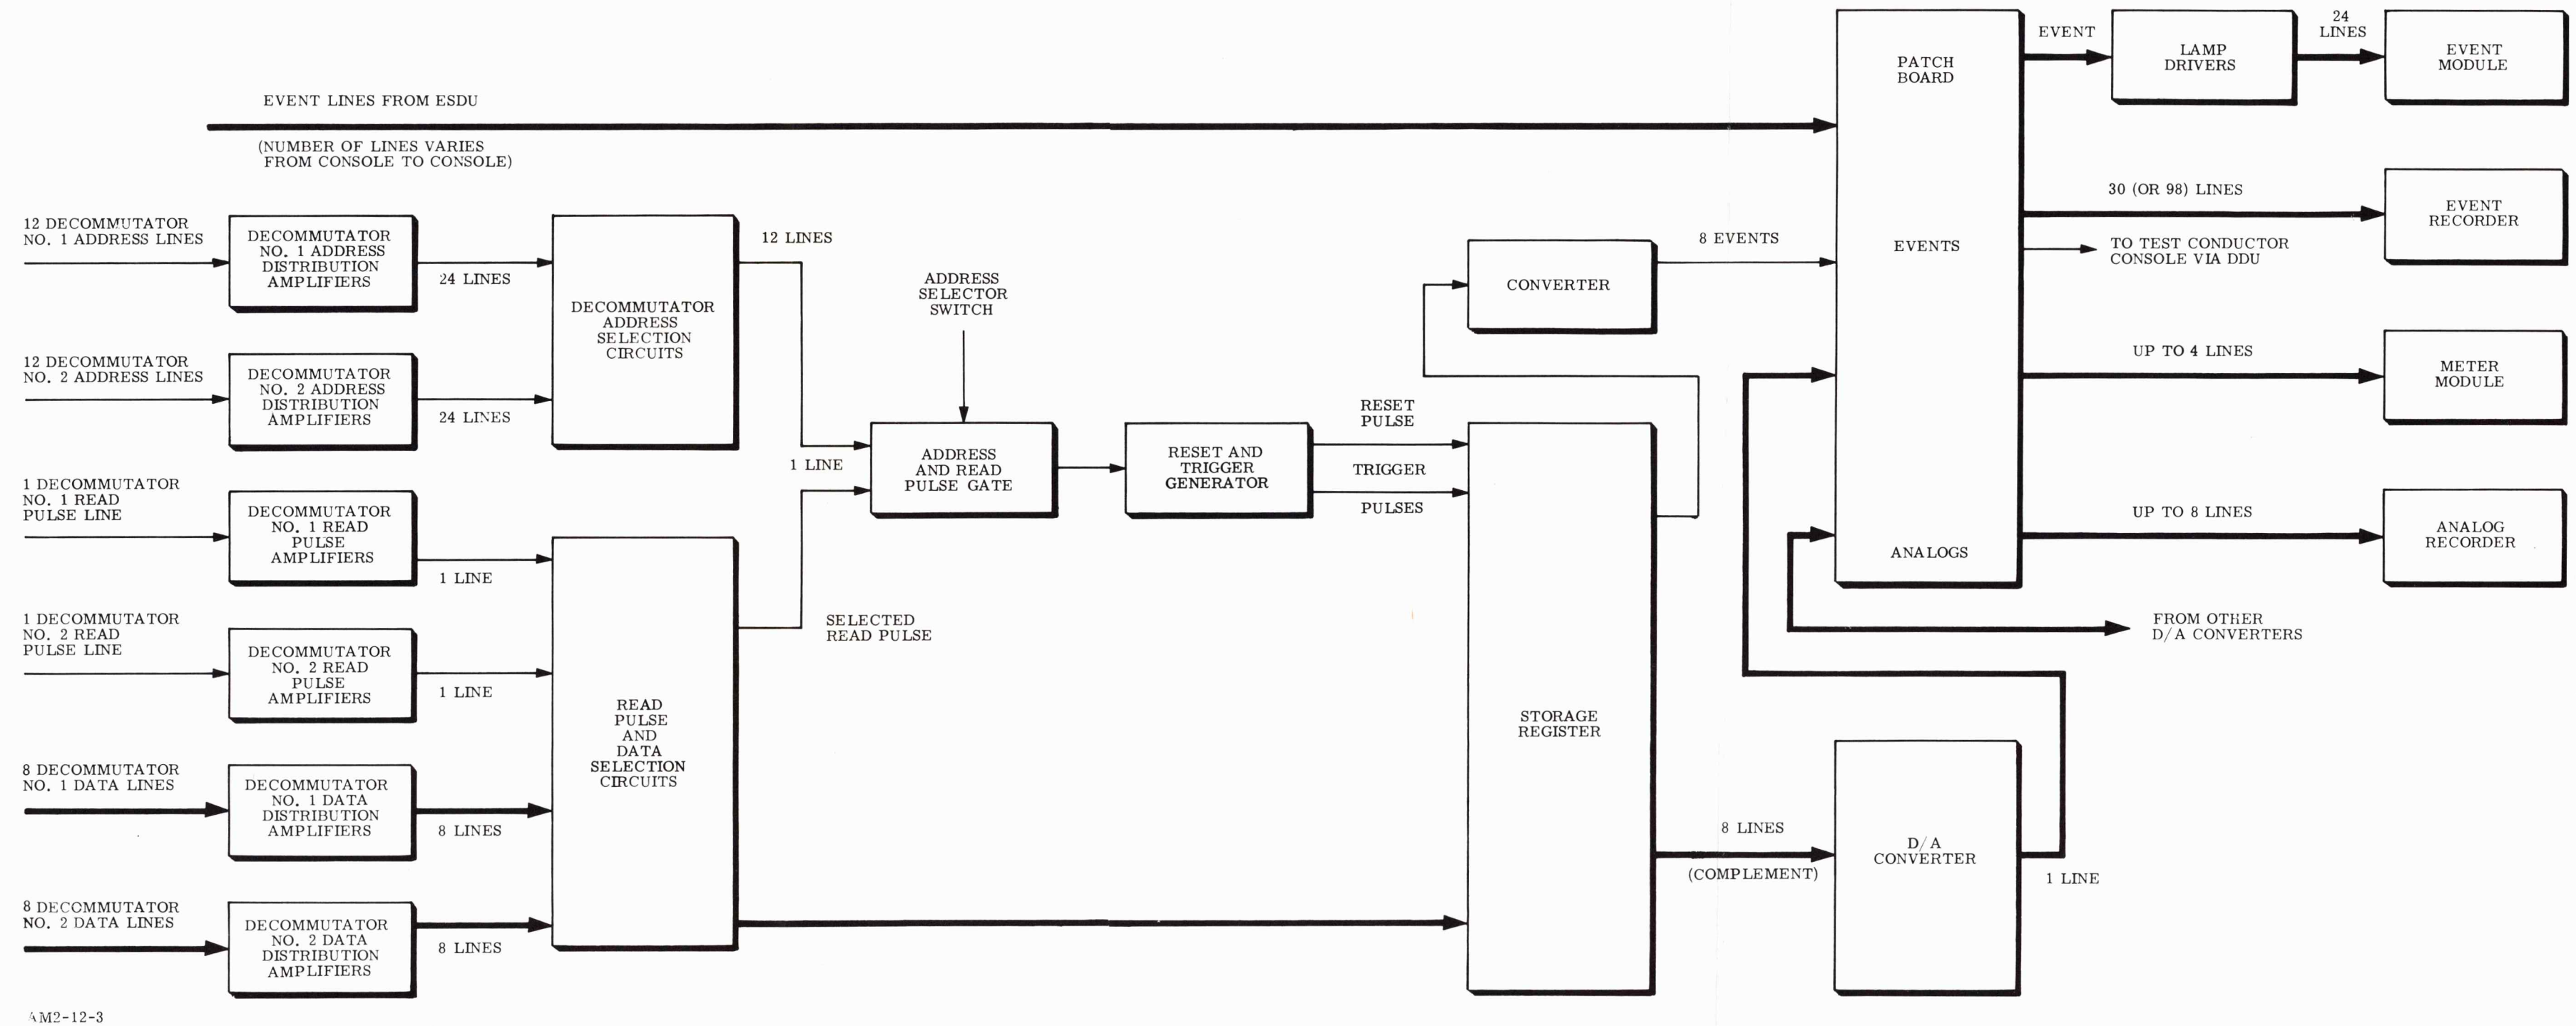 EVENT LINES FROM ESDU
(NUMBER OF LINES VARIES
FROM CONSOLE TO CONSOLE)
12 DECOMMUTATOR
NO. 1 ADDRESS LINES
DECOMMUTATOR
NO. 1 ADDRESS
DISTRIBUTION
AMPLIFIERS
24 LINES
12 DECOMMUTATOR
NO. 2 ADDRESS LINES
DECOMMUTATOR
NO. 2 ADDRESS
DISTRIBUTION
AMPLIFIERS
24 LINES
DECOMMUTATOR
ADDRESS
SELECTION
CIRCUITS
12 LINES
1 DECOMMUTATOR
NO. 1 READ
PULSE LINE
DECOMMUTATOR
NO. 1 READ
PULSE
AMPLIFIERS
1 LINE
1 DECOMMUTATOR
NO. 2 READ
PULSE LINE
DECOMMUTATOR
NO. 2 READ
PULSE
AMPLIFIERS
1 LINE
8 DECOMMUTATOR
NO. 1 DATA LINES
DECOMMUTATOR
NO. 1 DATA
DISTRIBUTION
AMPLIFIERS
8 LINES
8 DECOMMUTATOR
NO. 2 DATA LINES
DECOMMUTATOR
NO. 2 DATA
DISTRIBUTION
AMPLIFIERS
8 LINES
READ
PULSE
AND
DATA
SELECTION
CIRCUITS
1 LINE
SELECTED
READ PULSE
ADDRESS
SELECTOR
SWITCH
ADDRESS
AND READ
PULSE GATE
RESET AND
TRIGGER
GENERATOR
RESET
PULSE
TRIGGER
PULSES
STORAGE
REGISTER
CONVERTER
8 EVENTS
8 LINES
(COMPLEMENT)
D/A
CONVERTER
1 LINE
PATCH
BOARD
EVENTS
ANALOGS
EVENT
LAMP
DRIVERS
24
LINES
EVENT
MODULE
30 (OR 98) LINES
EVENT
RECORDER
TO TEST CONDUCTOR
CONSOLE VIA DDU
UP TO 4 LINES
METER
MODULE
UP TO 8 LINES
ANALOG
RECORDER
FROM OTHER
D/A CONVERTERS
AM2-12-3